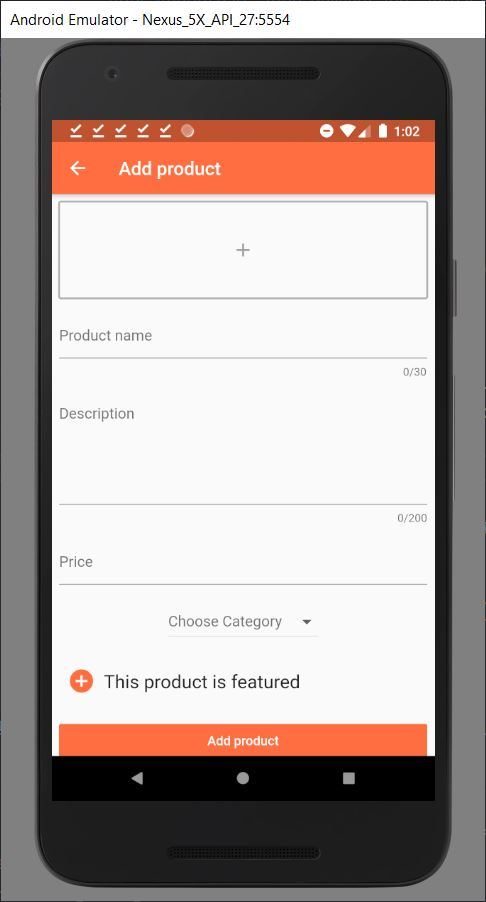 Android Emulator - Nexus_5X_API_27:5554
1:02
Add product
Product name
0/30
Description
0/200
Price
Choose Category
This product is featured
Add product